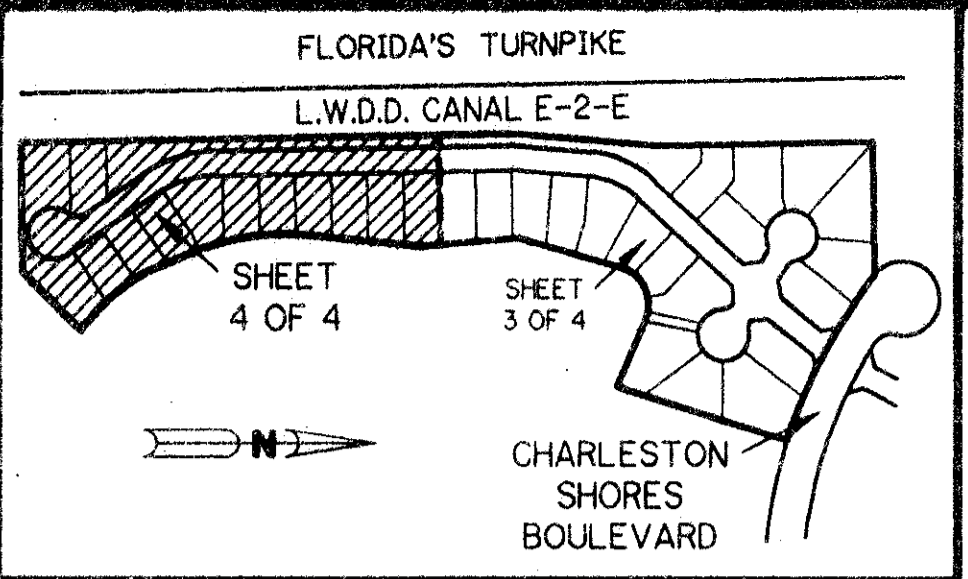 FLORIDA'S TURNPIKE
L.W.D.D. CANAL E-2-E
SHEET
4 OF 4
SHEET
3 OF 4
N
CHARLESTON
SHORES
BOULEVARD